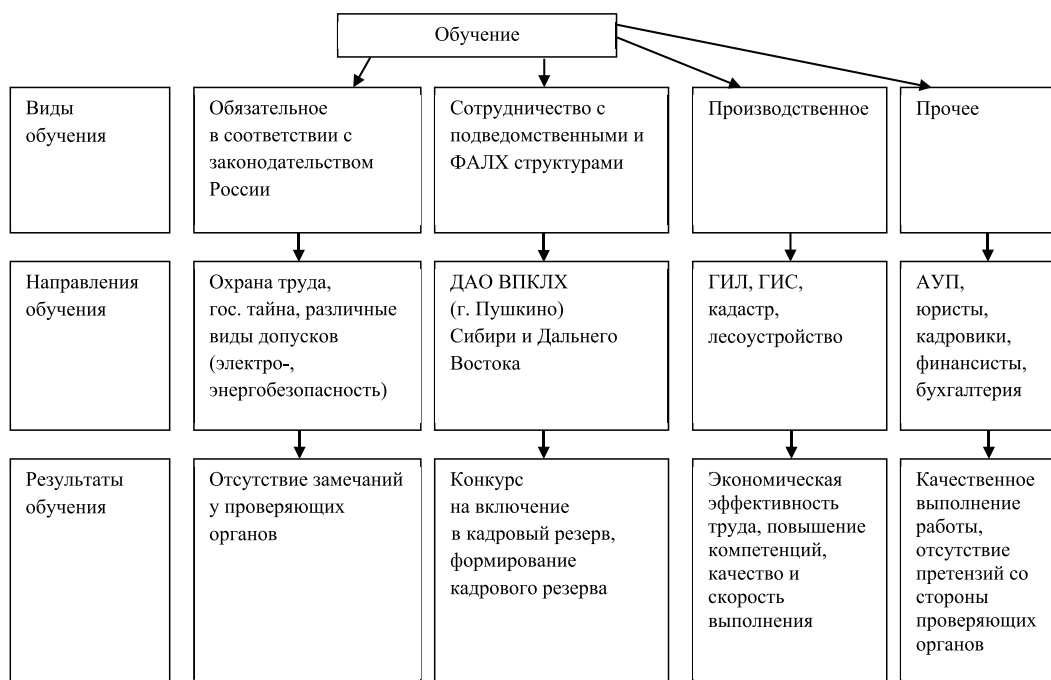 Обучение
Виды
обучения
Обязательное
в соответствии с
законодательством
России
Сотрудничество с
подведомственными и
ФАЛХ структурами
Производственное
Прочее
Направления
обучения
Охрана труда,
гос. тайна, различные
виды допусков
(электро-,
энергобезопасность)
ДАО ВПКЛХ
(г. Пушкино)
Сибири и Дальнего
Востока
ГИЛ, ГИС,
кадастр,
лесоустройство
АУП,
юристы,
кадровики,
финансисты,
бухгалтерия
Результаты
обучения
Отсутствие замечаний
у проверяющих
органов
Конкурс
на включение
в кадровый резерв,
формирование
кадрового резерва
Экономическая
эффективность
труда, повышение
компетенций,
качество и
скорость
выполнения
Качественное
выполнение
работы,
отсутствие
претензий со
стороны
проверяющих
органов